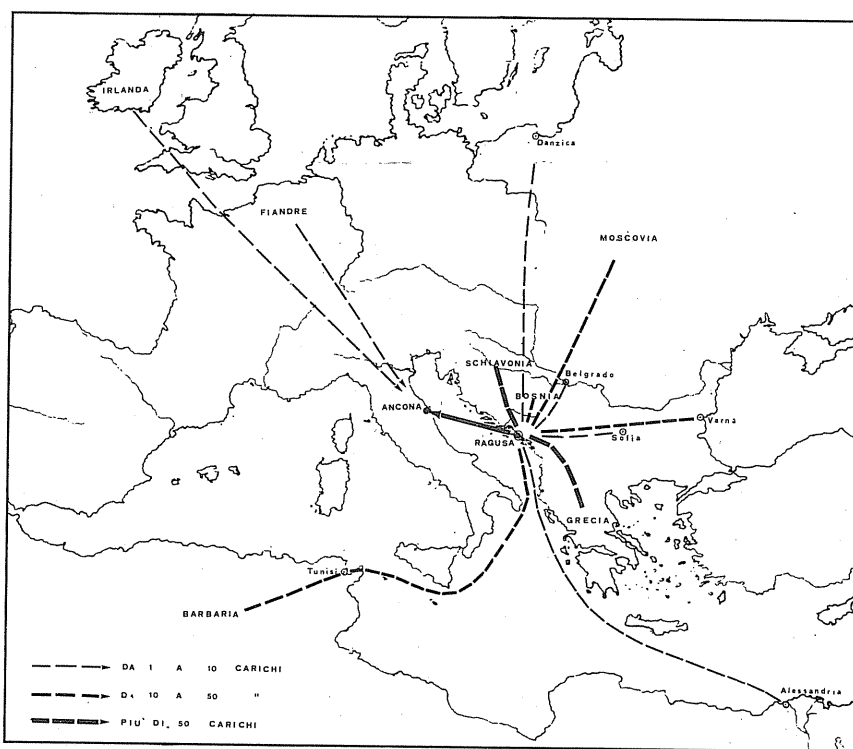 IRLANDA
Danzica
FIANDRE
MOSCOVIA
SCHIAVONIA
Belgrado
BOSNIA
ANCONA
Varna
Sofia
RAGUSA
GRECIA
Tunisi
BARBARIA
DA 1 A 10 CARICHI
DA 10 A 50 "
PIU' DI 50 CARICHI
Alessandria